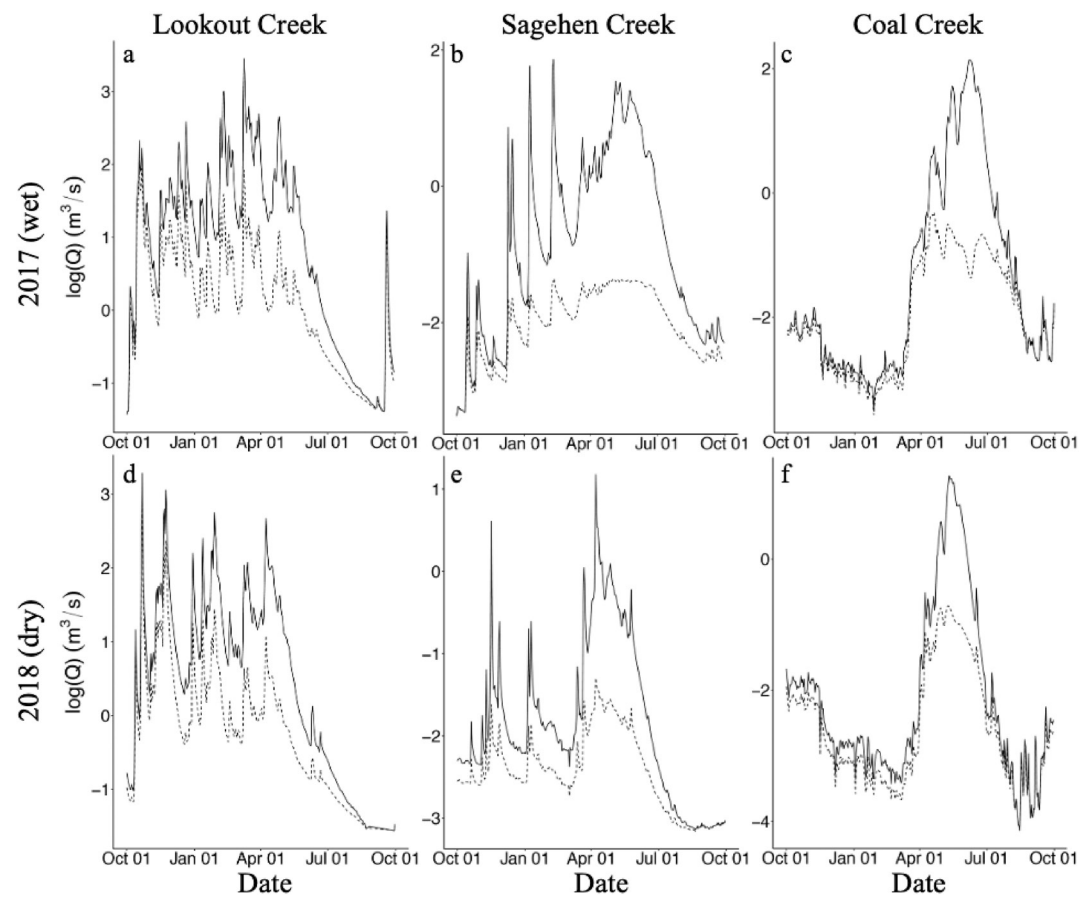 Lookout Creek Sagehen Creek Coal Creek
2017 (wet)
log(Q) (m³/s)
a
3
2
1
0
−1
Oct 01 Jan 01 Apr 01 Jul 01 Oct 01
b
2
0
−2
Oct 01 Jan 01 Apr 01 Jul 01 Oct 01
c
2
0
−2
Oct 01 Jan 01 Apr 01 Jul 01 Oct 01
2018 (dry)
log(Q) (m³/s)
d
3
2
1
0
−1
Oct 01 Jan 01 Apr 01 Jul 01 Oct 01
Date
e
1
0
−1
−2
−3
Oct 01 Jan 01 Apr 01 Jul 01 Oct 01
Date
f
0
−2
−4
Oct 01 Jan 01 Apr 01 Jul 01 Oct 01
Date